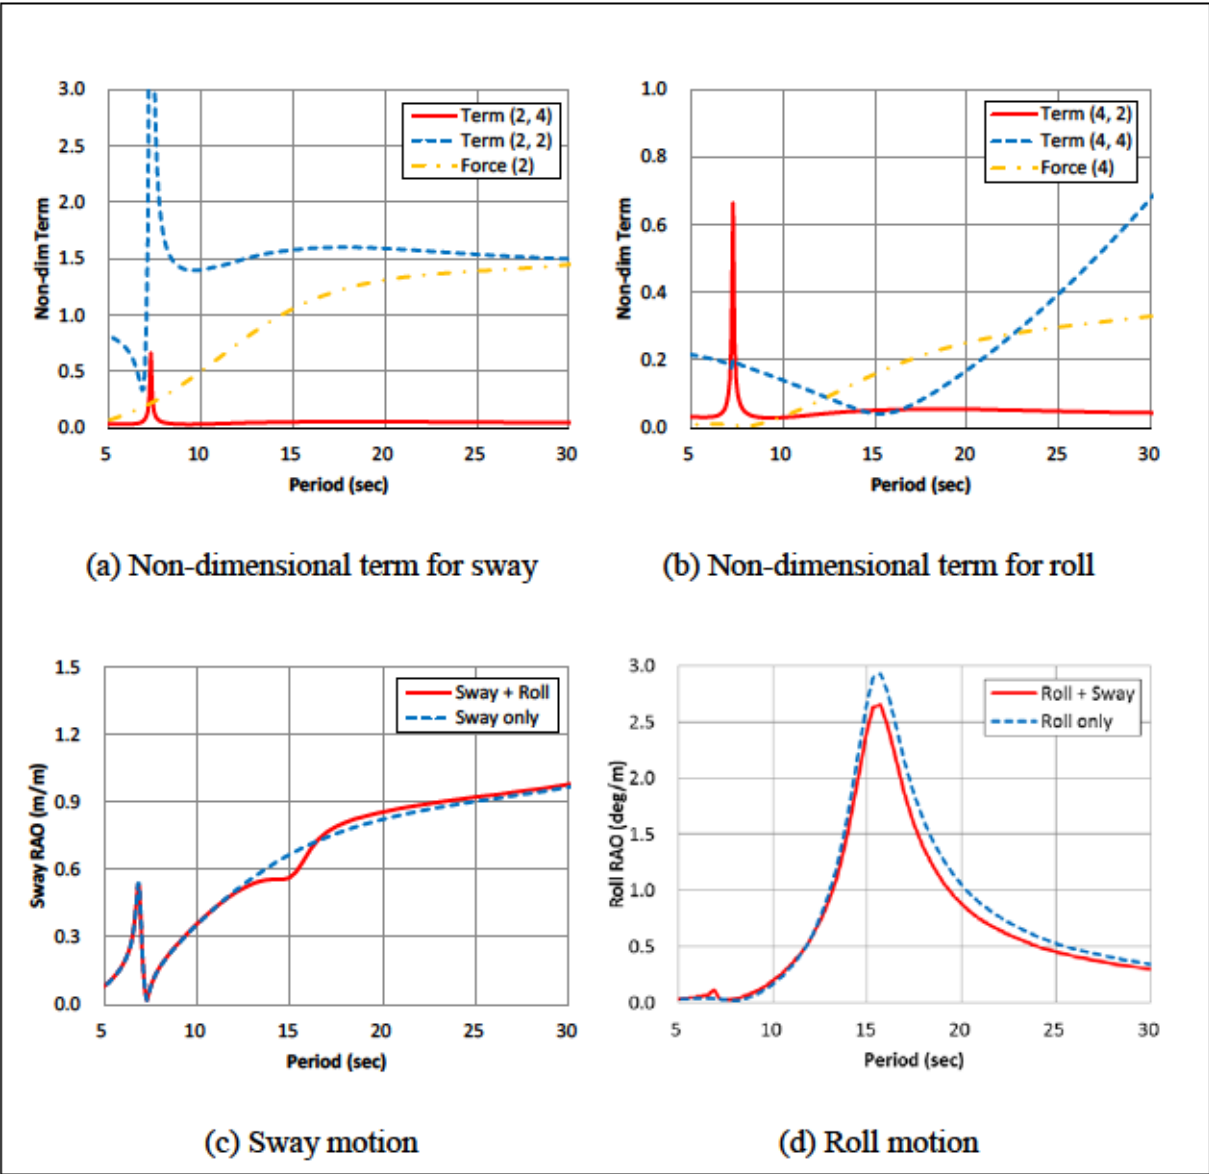 3.0
2.5
2.0
1.5
1.0
0.5
0.0
Non-dim Term
Term (2, 4)
Term (2, 2)
Force (2)
5 10 15 20 25 30
Period (sec)
(a) Non-dimensional term for sway
1.0
0.8
0.6
0.4
0.2
0.0
Non-dim Term
Term (4, 2)
Term (4, 4)
Force (4)
5 10 15 20 25 30
Period (sec)
(b) Non-dimensional term for roll
1.5
1.2
0.9
0.6
0.3
0.0
Sway RAO (m/m)
Sway + Roll
Sway only
5 10 15 20 25 30
Period (sec)
(c) Sway motion
3.0
2.5
2.0
1.5
1.0
0.5
0.0
Roll RAO (deg/m)
Roll + Sway
Roll only
5 10 15 20 25 30
Period (sec)
(d) Roll motion